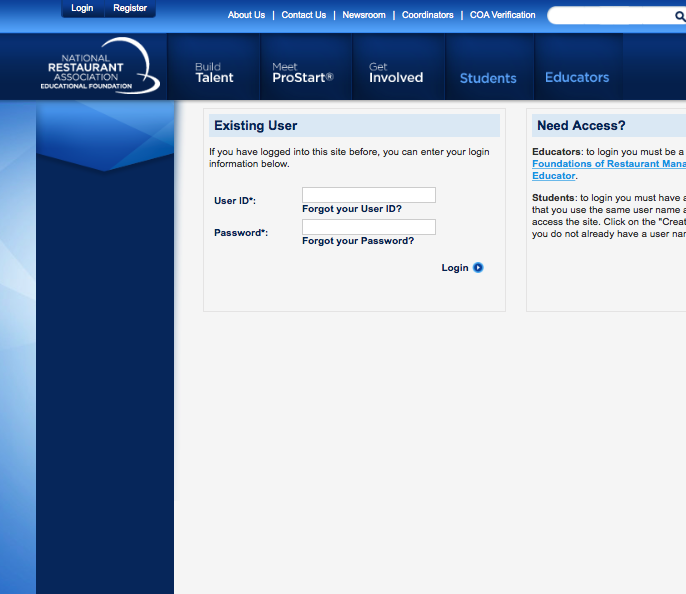 Login Register
About Us | Contact Us | Newsroom | Coordinators | COA Verification
NATIONAL
RESTAURANT
ASSOCIATION
EDUCATIONAL FOUNDATION
Build
Talent
Meet
ProStart®
Get
Involved
Students
Educators
Existing User
If you have logged into this site before, you can enter your login
information below.
User ID*:
Forgot your User ID?
Password*:
Forgot your Password?
Login
Need Access?
Educators: to login you must be a
Foundations of Restaurant Mana
Educator.
Students: to login you must have a
that you use the same user name a
access the site. Click on the "Creat
you do not already have a user nam